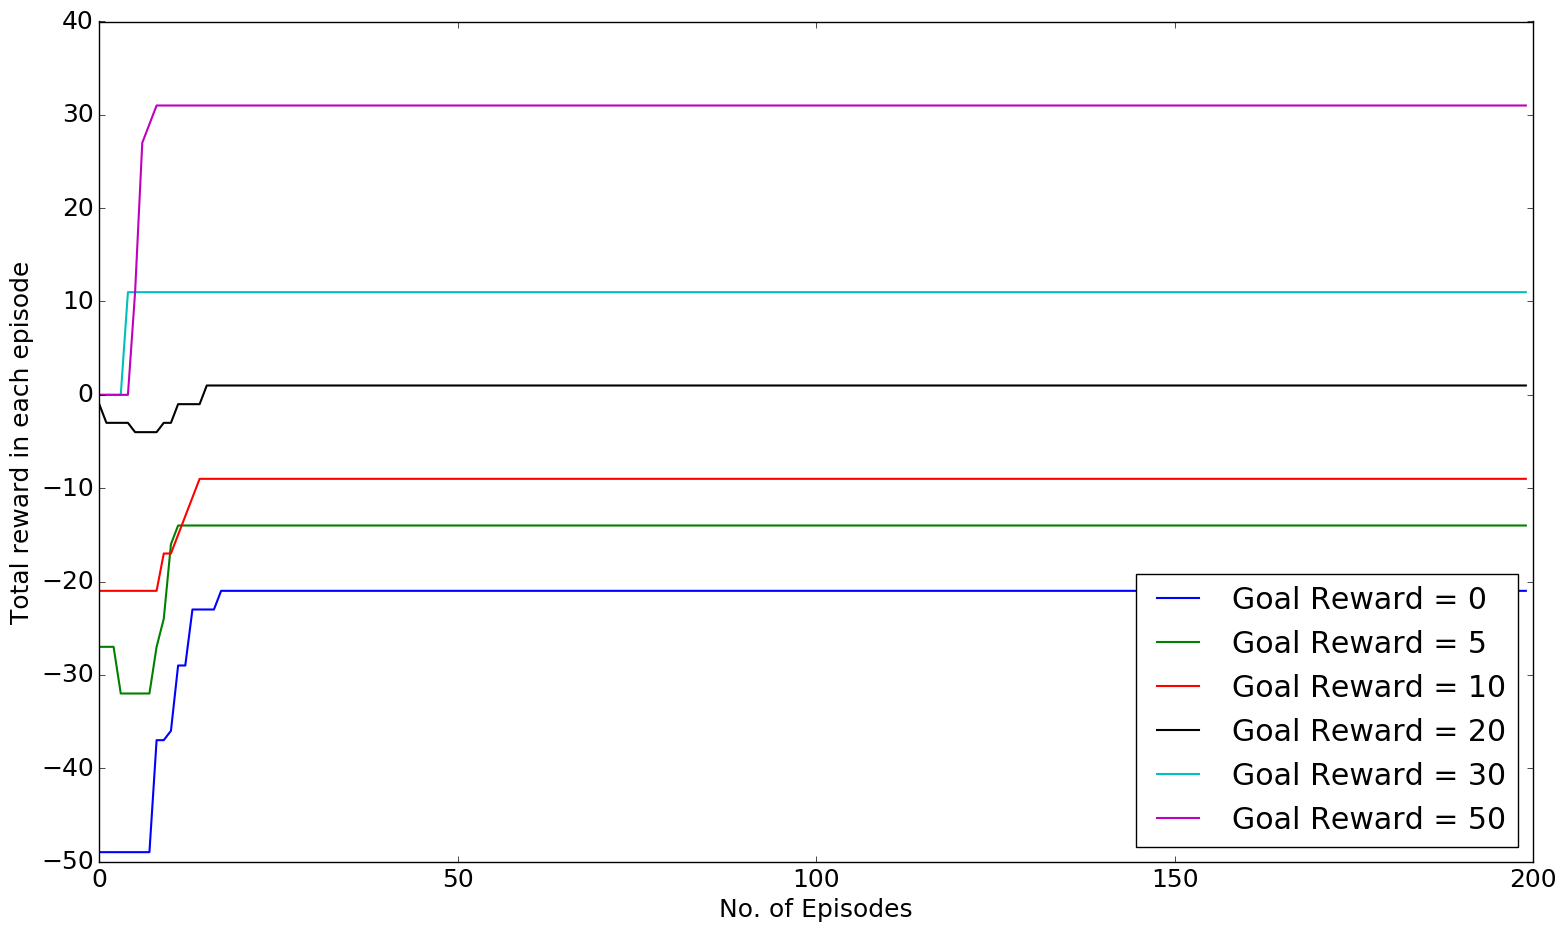 40
30
20
10
0
−10
−20
−30
−40
−50
Total reward in each episode
0 50 100 150 200
No. of Episodes
Goal Reward = 0
Goal Reward = 5
Goal Reward = 10
Goal Reward = 20
Goal Reward = 30
Goal Reward = 50